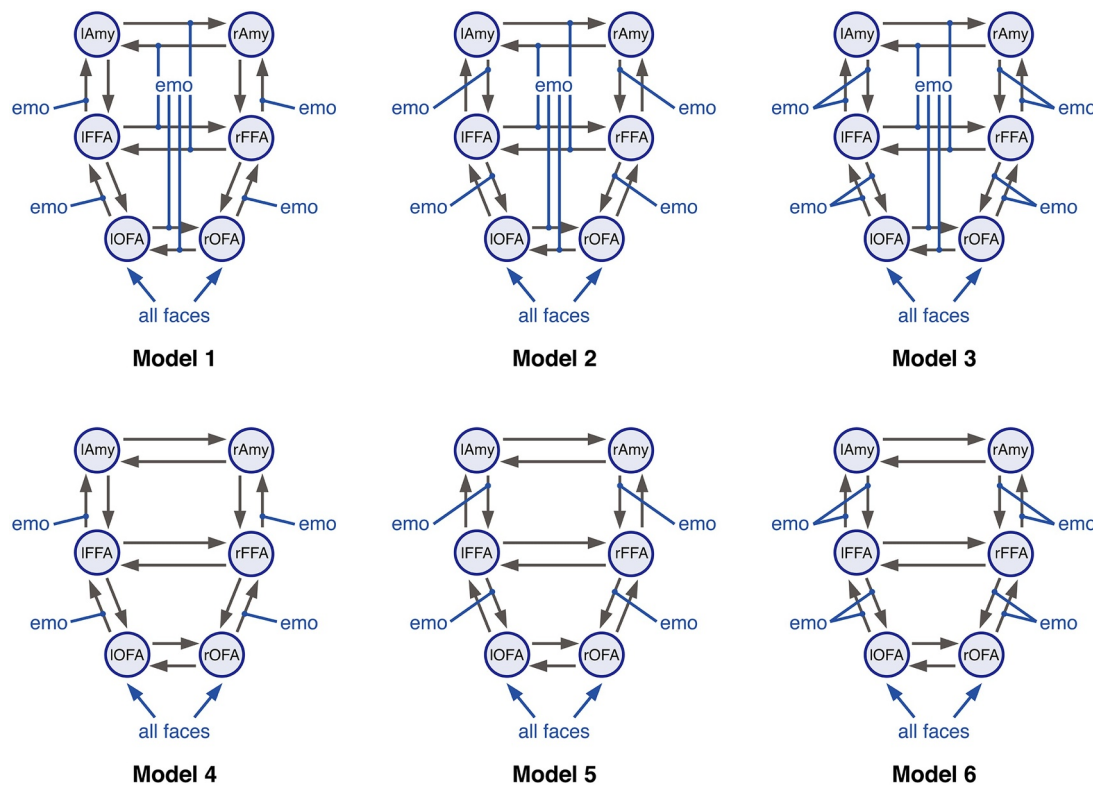 lAmy rAmy lAmy rAmy lAmy rAmy
emo emo emo emo emo emo emo emo emo
lFFA rFFA lFFA rFFA lFFA rFFA
emo emo emo emo emo emo
lOFA rOFA lOFA rOFA lOFA rOFA
all faces all faces all faces
Model 1 Model 2 Model 3
lAmy rAmy lAmy rAmy lAmy rAmy
emo emo emo emo emo emo
lFFA rFFA lFFA rFFA lFFA rFFA
emo emo emo emo emo emo
lOFA rOFA lOFA rOFA lOFA rOFA
all faces all faces all faces
Model 4 Model 5 Model 6